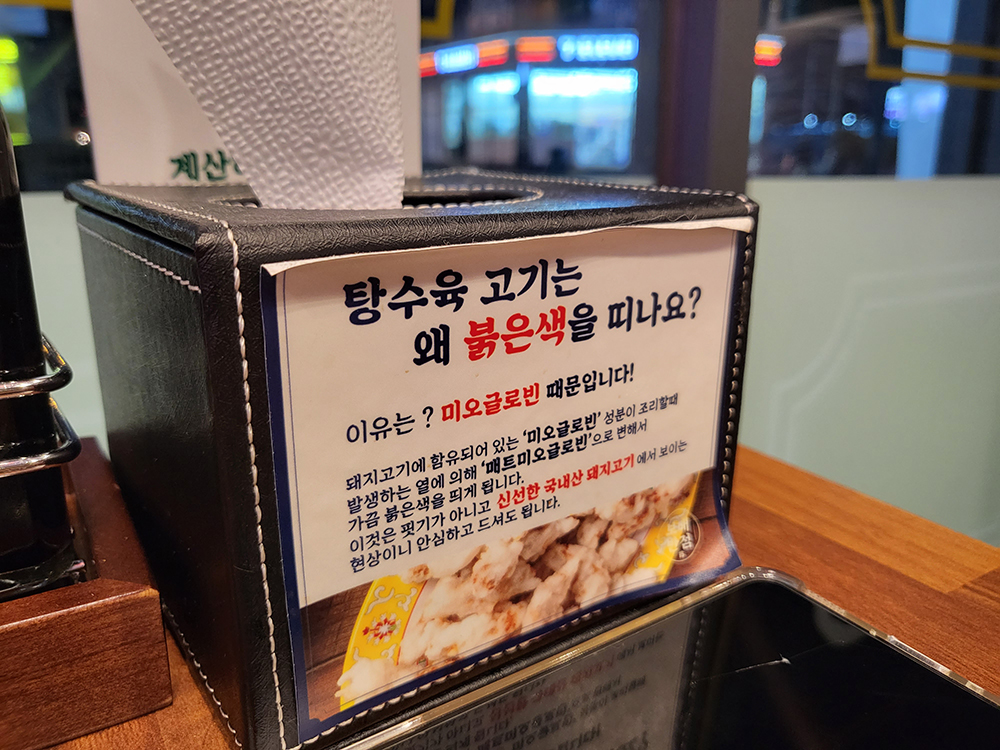 계산
탕수육 고기는
왜 붉은색을 띠나요?
이유는 ? 미오글로빈 때문입니다!
돼지고기에 함유되어 있는 '미오글로빈' 성분이 조리할때
발생하는 열에 의해 '매트미오글로빈'으로 변해서
가끔 붉은색을 띄게 됩니다.
이것은 핏기가 아니고 신선한 국내산 돼지고기에서 보이는
현상이니 안심하고 드셔도 됩니다.